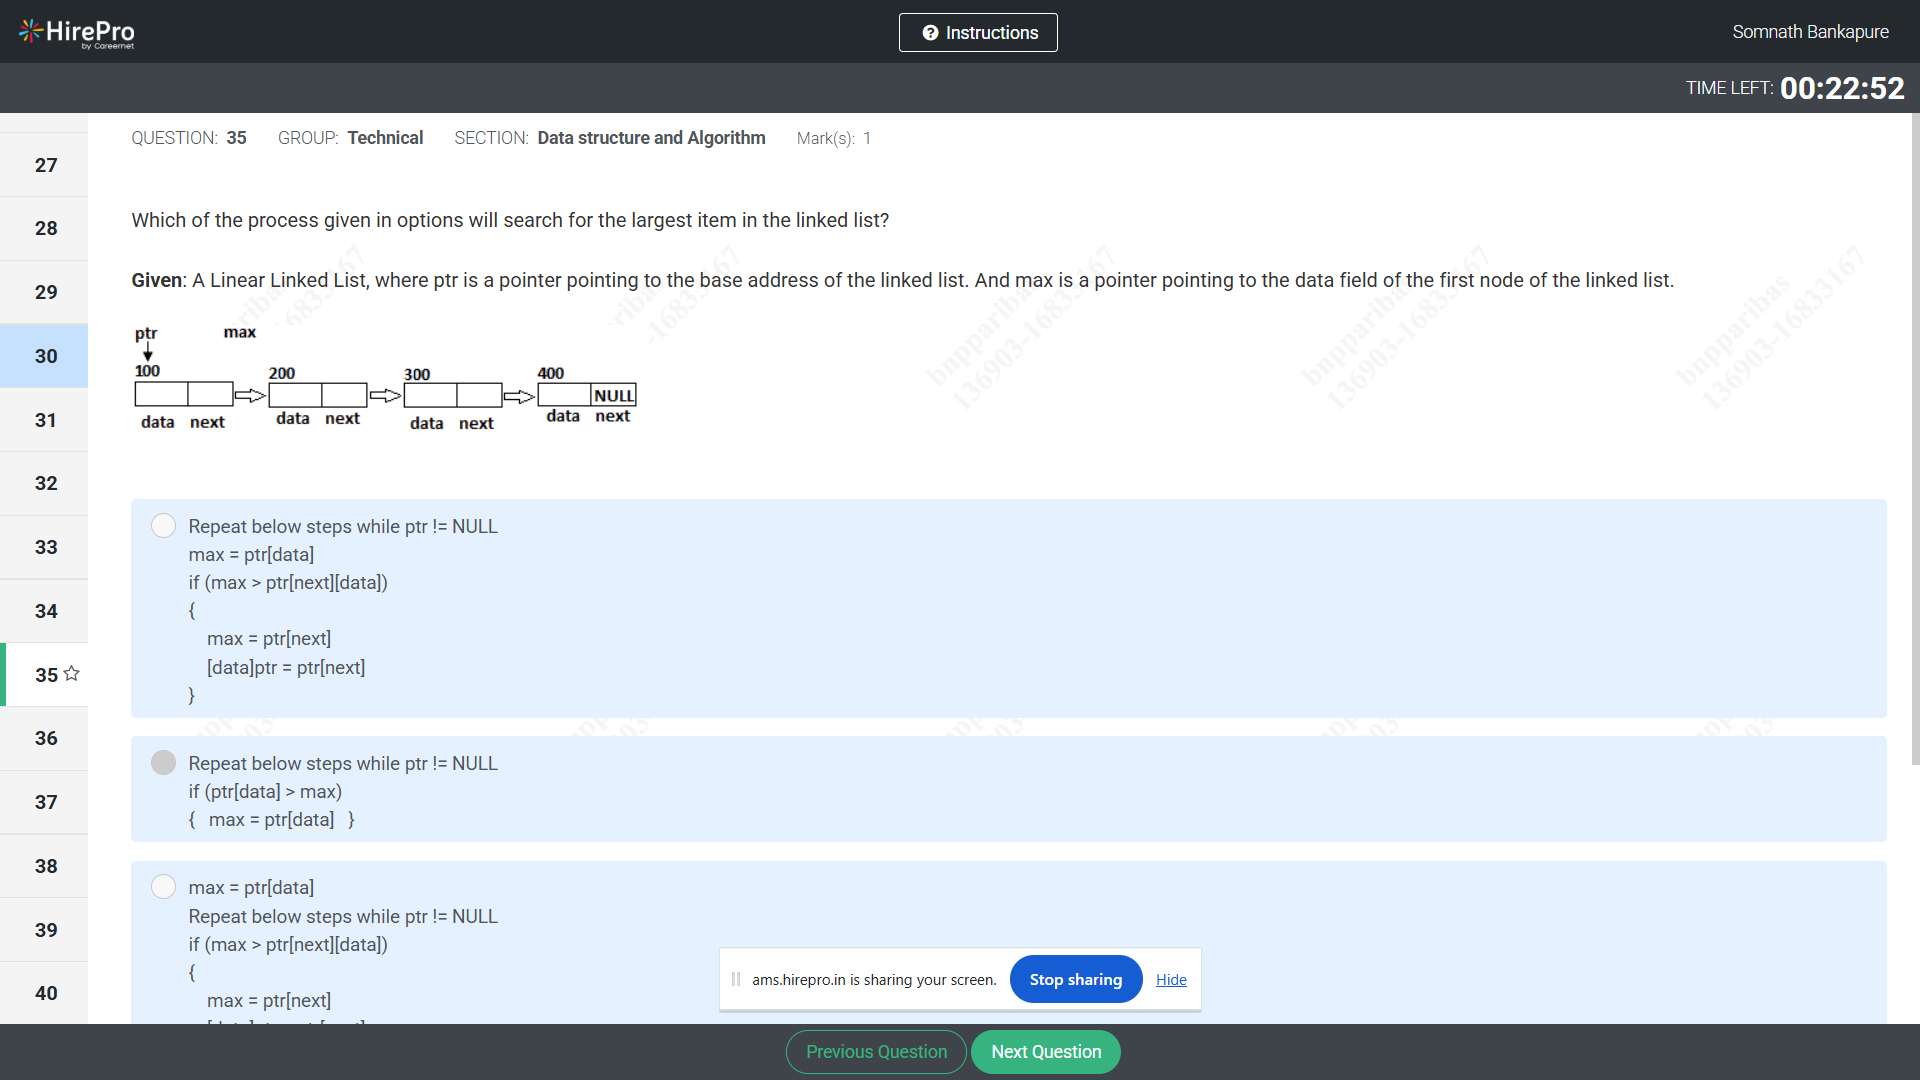 HirePro
by Careernet
Instructions
Somnath Bankapure
TIME LEFT: 00:22:52
QUESTION: 35 GROUP: Technical SECTION: Data structure and Algorithm Mark(s): 1
27
28
29
30
31
32
33
34
35
36
37
38
39
40
Which of the process given in options will search for the largest item in the linked list?
Given: A Linear Linked List, where ptr is a pointer pointing to the base address of the linked list. And max is a pointer pointing to the data field of the first node of the linked list.
ptr max
100 200 300 400
NULL
data next data next data next data next
Repeat below steps while ptr != NULL
max = ptr[data]
if (max > ptr[next][data])
{
max = ptr[next]
[data]ptr = ptr[next]
}
Repeat below steps while ptr != NULL
if (ptr[data] > max)
{ max = ptr[data] }
max = ptr[data]
Repeat below steps while ptr != NULL
if (max > ptr[next][data])
{
max = ptr[next]
ams.hirepro.in is sharing your screen. Stop sharing Hide
Previous Question Next Question
bnpparibas
136903-16833167